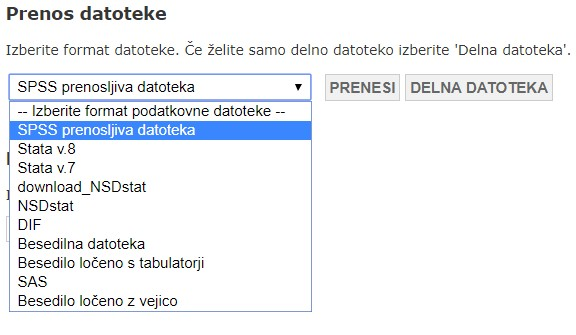 Prenos datoteke
Izberite format datoteke. Če želite samo delno datoteko izberite 'Delna datoteka'.
SPSS prenosljiva datoteka
PRENESI
DELNA DATOTEKA
-- Izberite format podatkovne datoteke --
SPSS prenosljiva datoteka
Stata v.8
Stata v.7
download_NSDstat
NSDstat
DIF
Besedilna datoteka
Besedilo ločeno s tabulatorji
SAS
Besedilo ločeno z vejico